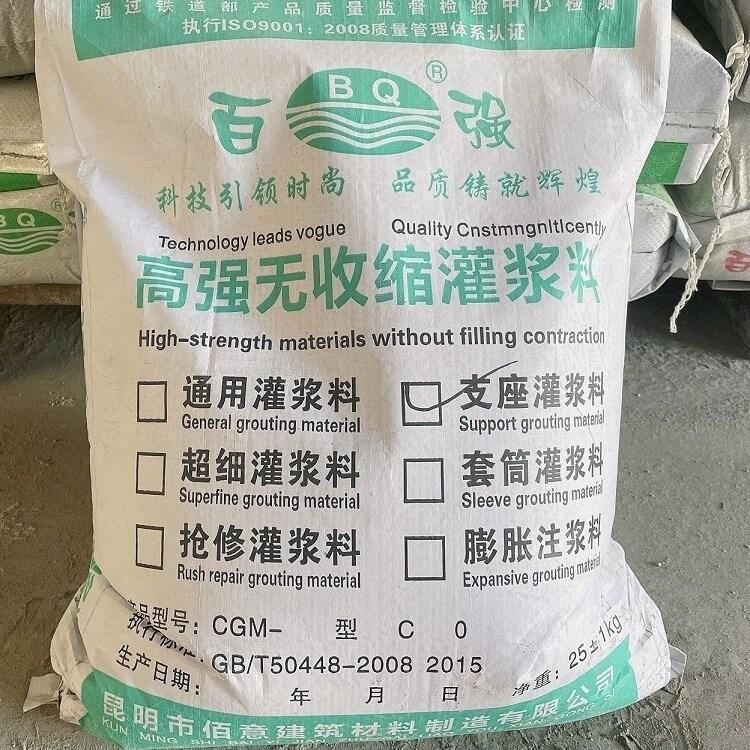 通过铁道部产品质量监督检验中心检测
执行ISO9001：2008质量管理体系认证
百 BQ® 强
科技引领时尚 品质铸就辉煌
Technology leads vogue Quality Cnstmngnltlcently
高强无收缩灌浆料
High-strength materials without filling contraction
通用灌浆料 支座灌浆料
General grouting material Support grouting material
超细灌浆料 套筒灌浆料
Superfine grouting material Sleeve grouting material
抢修灌浆料 膨胀注浆料
Rush repair grouting material Expansive grouting material
产品型号：CGM- 型 C 0
执行标准：GB/T50448-2008 2015
生产日期： 年 月 日 净重：25±1kg
昆明市佰意建筑材料制造有限公司
KUN MING SHI BAI
BQ